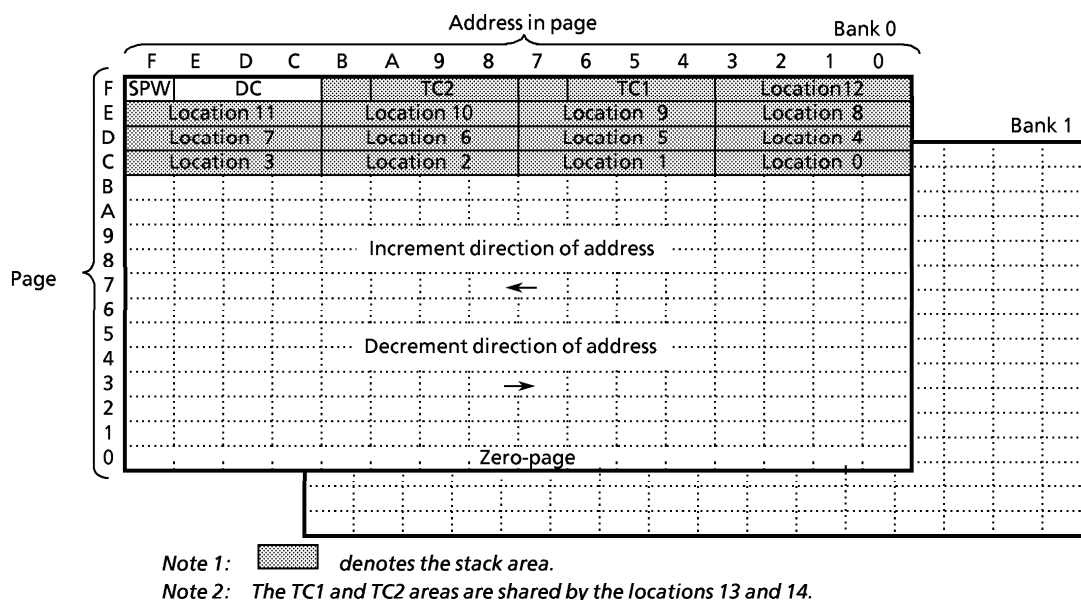 Address in page
Bank 0
F E D C B A 9 8 7 6 5 4 3 2 1 0
F SPW DC TC2 TC1 Location12
E Location 11 Location 10 Location 9 Location 8
D Location 7 Location 6 Location 5 Location 4
Bank 1
C Location 3 Location 2 Location 1 Location 0
B
A
9
8 Increment direction of address
Page
7
6
5
4 Decrement direction of address
3
2
1
0 Zero-page
Note 1: denotes the stack area.
Note 2: The TC1 and TC2 areas are shared by the locations 13 and 14.